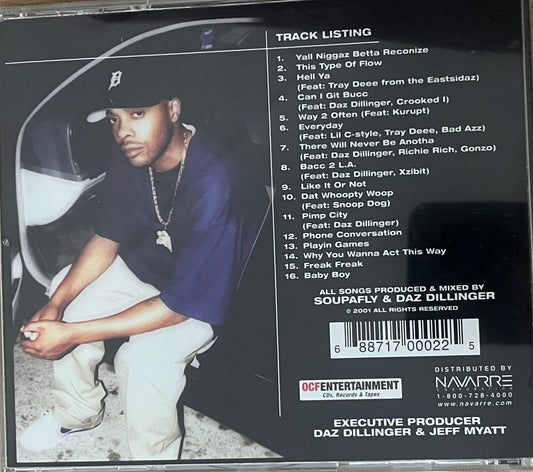 TRACK LISTING
1. Yall Niggaz Betta Reconize
2. This Type Of Flow
3. Hell Ya
(Feat: Tray Deee from the Eastsidaz)
4. Can I Git Bucc
(Feat: Daz Dillinger, Crooked I)
5. Way 2 Often (Feat: Kurupt)
6. Everyday
(Feat: Lil C-style, Tray Deee, Bad Azz)
7. There Will Never Be Anotha
(Feat: Daz Dillinger, Richie Rich, Gonzo)
8. Bacc 2 L.A.
(Feat: Daz Dillinger, Xzibit)
9. Like It Or Not
10. Dat Whoopty Woop
(Feat: Snoop Dog)
11. Pimp City
(Feat: Daz Dillinger)
12. Phone Conversation
13. Playin Games
14. Why You Wanna Act This Way
15. Freak Freak
16. Baby Boy
ALL SONGS PRODUCED & MIXED BY
SOUPAFLY & DAZ DILLINGER
© 2001 ALL RIGHTS RESERVED
6 88717 00022 5
OCF ENTERTAINMENT
CDs, Records & Tapes
DISTRIBUTED BY
NAVARRE
CORPORATION
1-800-728-4000
www.navarre.com
EXECUTIVE PRODUCER
DAZ DILLINGER & JEFF MYATT